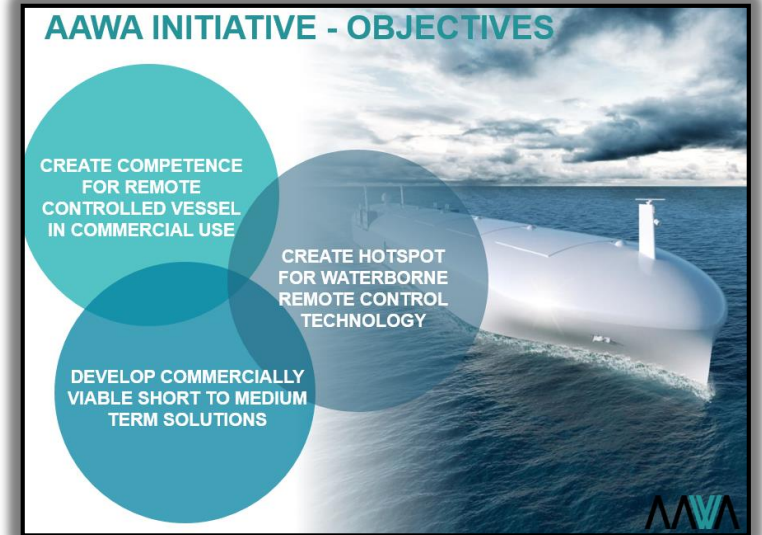 AAWA INITIATIVE - OBJECTIVES
CREATE COMPETENCE
FOR REMOTE
CONTROLLED VESSEL
IN COMMERCIAL USE
CREATE HOTSPOT
FOR WATERBORNE
REMOTE CONTROL
TECHNOLOGY
DEVELOP COMMERCIALLY
VIABLE SHORT TO MEDIUM
TERM SOLUTIONS
AAWA